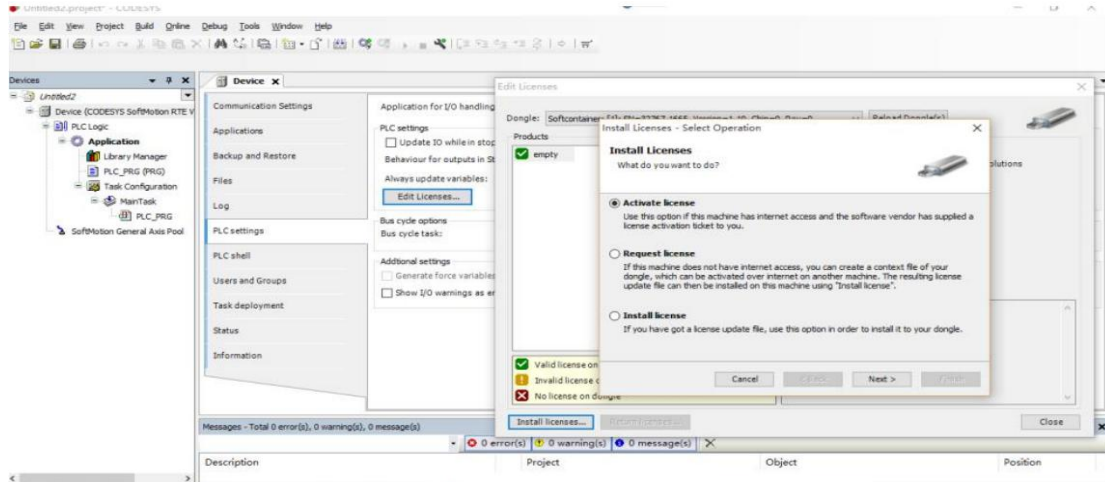 Untitled2.project* - CODESYS
File Edit View Project Build Online Debug Tools Window Help
Devices
Untitled2
Device (CODESYS SoftMotion RTE V
PLC Logic
Application
Library Manager
PLC_PRG (PRG)
Task Configuration
MainTask
PLC_PRG
SoftMotion General Axis Pool
Device
Communication Settings
Applications
Backup and Restore
Files
Log
PLC settings
PLC shell
Users and Groups
Task deployment
Status
Information
Application for I/O handling
PLC settings
Update IO while in stop
Behaviour for outputs in St
Always update variables:
Edit Licenses...
Bus cycle options
Bus cycle task:
Additional settings
Generate force variables
Show I/O warnings as er
Edit Licenses
Dongle: Softcontainer
Reload Dongle(s)
Products
empty
olutions
Valid license on
Invalid license o
No license on dongle
Install licenses...
Close
Install Licenses - Select Operation
Install Licenses
What do you want to do?
Activate license
Use this option if this machine has internet access and the software vendor has supplied a
license activation ticket to you.
Request license
If this machine does not have internet access, you can create a context file of your
dongle, which can be activated over internet on another machine. The resulting license
update file can then be installed on this machine using "Install license".
Install license
If you have got a license update file, use this option in order to install it to your dongle.
Cancel < Back Next > Finish
Messages - Total 0 error(s), 0 warning(s), 0 message(s)
0 error(s) 0 warning(s) 0 message(s)
Description Project Object Position